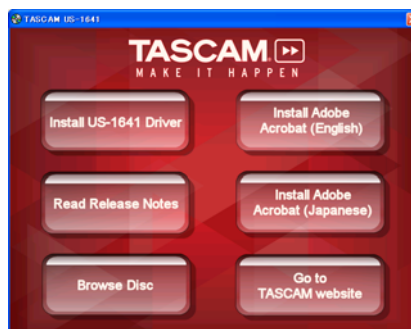 TASCAM US-1641
TASCAM
MAKE IT HAPPEN
Install US-1641 Driver
Install Adobe
Acrobat (English)
Read Release Notes
Install Adobe
Acrobat (Japanese)
Browse Disc
Go to
TASCAM website